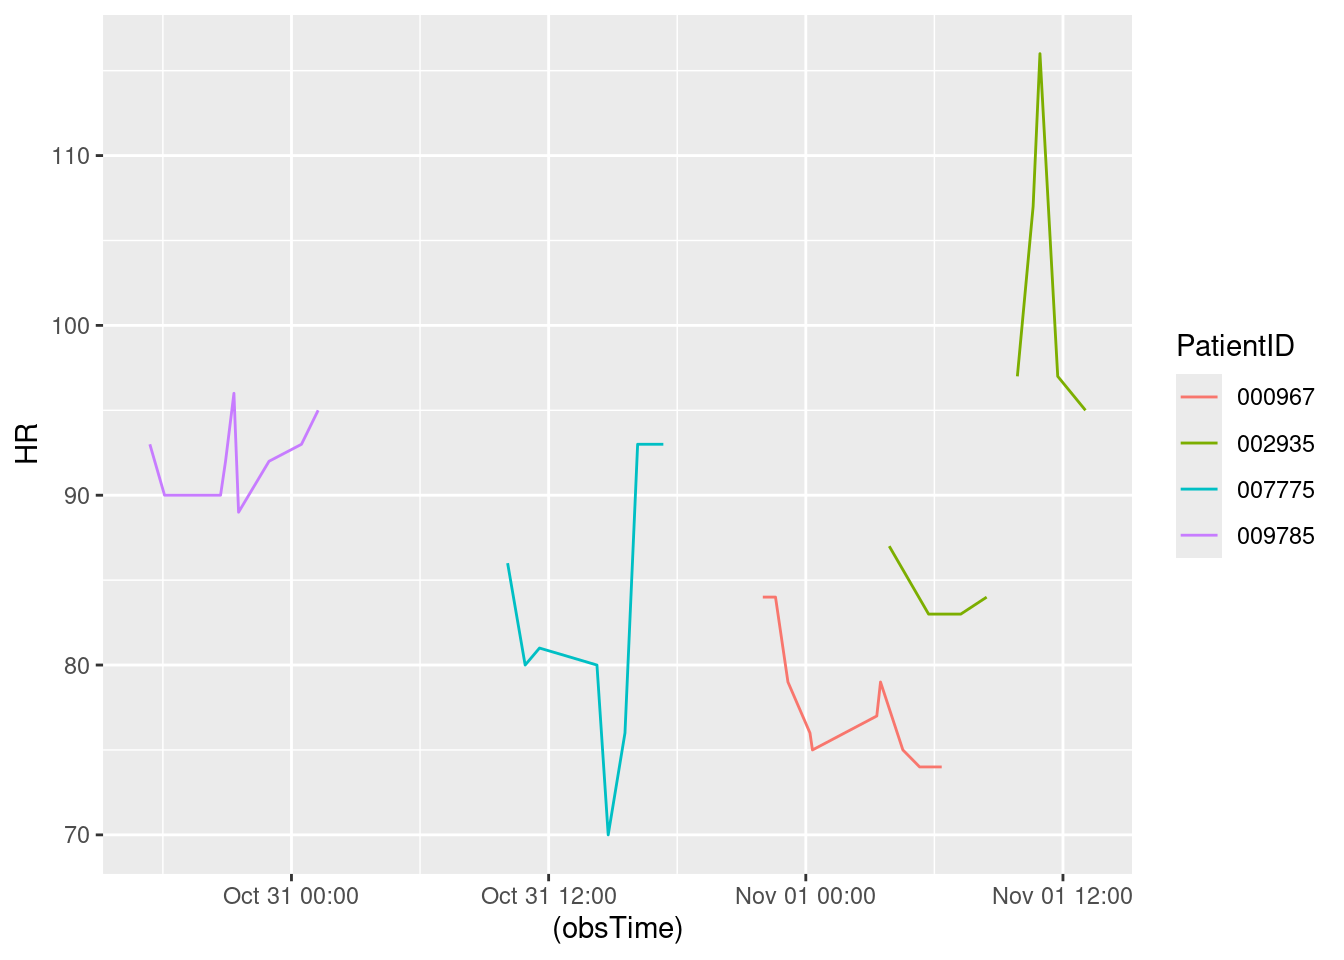 HR
110
100
90
80
70
Oct 31 00:00
Oct 31 12:00
Nov 01 00:00
Nov 01 12:00
(obsTime)
PatientID
000967
002935
007775
009785